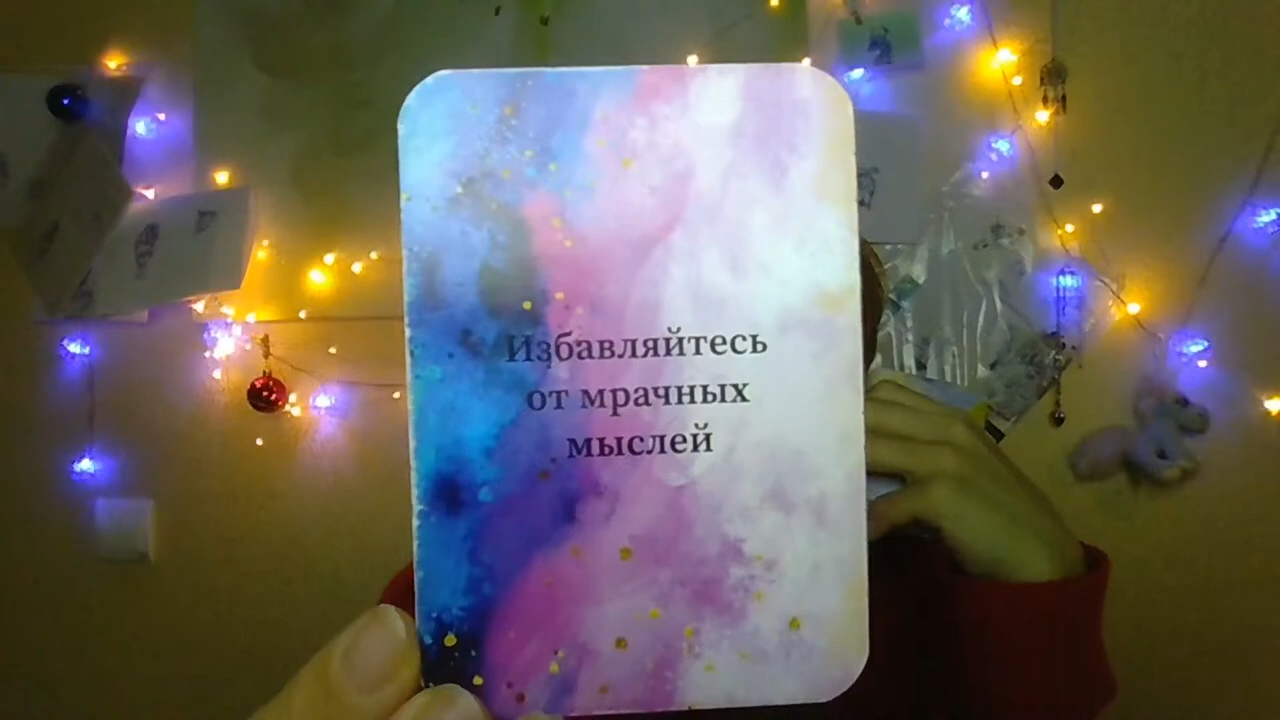 Избавляйтесь
от мрачных
мыслей